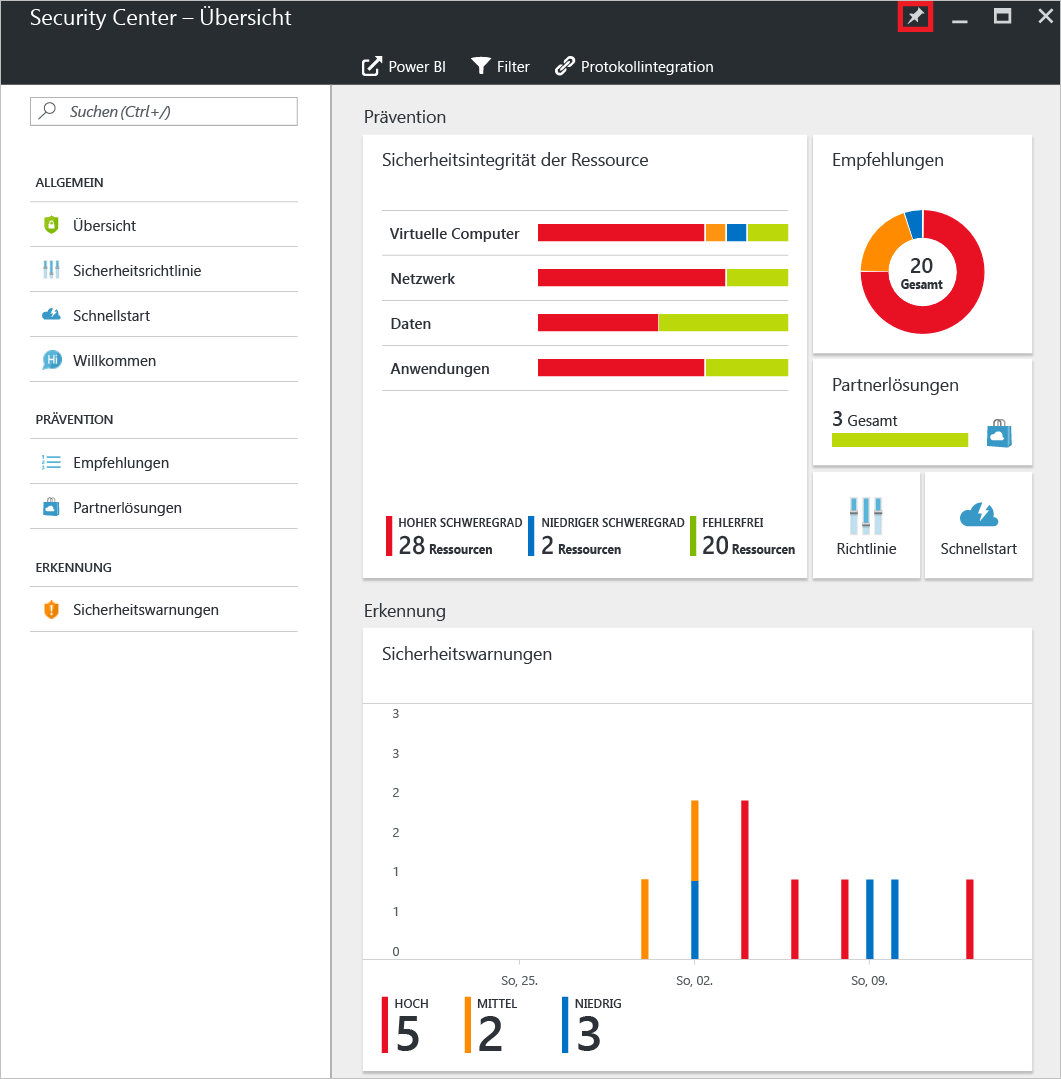 Security Center – Übersicht
Power BI
Filter
Protokollintegration
Suchen (Ctrl+/)
ALLGEMEIN
Übersicht
Sicherheitsrichtlinie
Schnellstart
Hi
Willkommen
PRÄVENTION
Empfehlungen
Partnerlösungen
ERKENNUNG
Sicherheitswarnungen
Prävention
Sicherheitsintegrität der Ressource
Virtuelle Computer
Netzwerk
Daten
Anwendungen
HOHER SCHWEREGRAD
28 Ressourcen
NIEDRIGER SCHWEREGRAD
2 Ressourcen
FEHLERFREI
20 Ressourcen
Empfehlungen
20
Gesamt
Partnerlösungen
3 Gesamt
Richtlinie
Schnellstart
Erkennung
Sicherheitswarnungen
3
3
2
2
1
1
0
So, 25.
So, 02.
So, 09.
HOCH
5
MITTEL
2
NIEDRIG
3